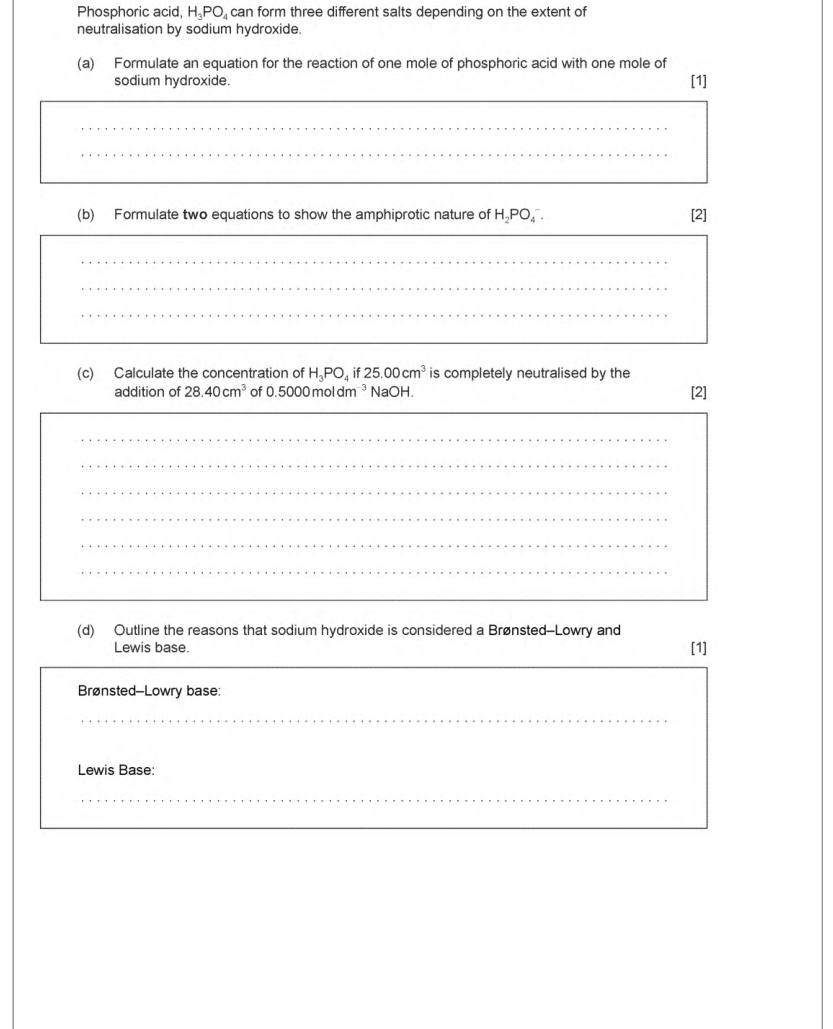 Phosphoric acid, H₃PO₄ can form three different salts depending on the extent of
neutralisation by sodium hydroxide.
(a) Formulate an equation for the reaction of one mole of phosphoric acid with one mole of
sodium hydroxide. [1]
(b) Formulate two equations to show the amphiprotic nature of H₂PO₄⁻. [2]
(c) Calculate the concentration of H₃PO₄ if 25.00 cm³ is completely neutralised by the
addition of 28.40 cm³ of 0.5000 mol dm⁻³ NaOH. [2]
(d) Outline the reasons that sodium hydroxide is considered a Brønsted–Lowry and
Lewis base. [1]
Brønsted–Lowry base:
Lewis Base: